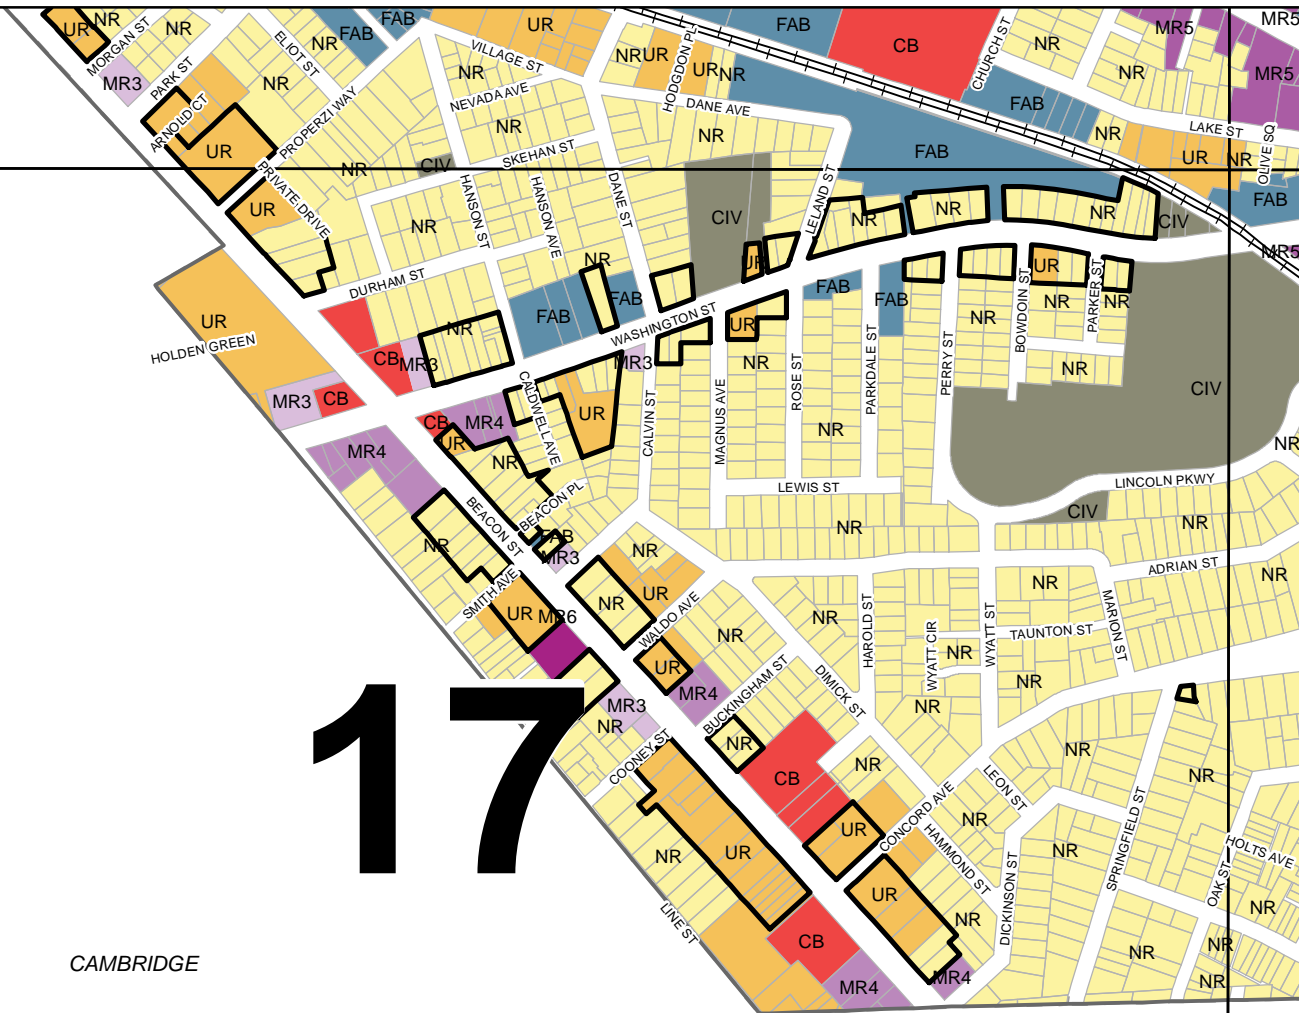 UR
NR
NR
MORGAN ST
MR3
PARK ST
ARNOLD CT
ELIOT ST
NR
NR
FAB
FAB
UR
VILLAGE ST
NR
NEVADA AVE
NR
NR
UR
HODGDON PL
UR
NR
DANE AVE
NR
FAB
CB
CHURCH ST
NR
FAB
MR5
MR5
NR
MR5
NR
LAKE ST
UR
NR
OLIVE SQ
FAB
FAB
MR5
UR
PROPERZI WAY
PRIVATE DRIVE
UR
NR
CIV
SKEHAN ST
HANSON ST
HANSON AVE
DANE ST
NR
NR
CIV
LELAND ST
NR
NR
NR
CIV
DURHAM ST
UR
HOLDEN GREEN
NR
CB
MR3
FAB
FAB
WASHINGTON ST
UR
UR
FAB
FAB
UR
NR
NR
NR
NR
BOWDOIN ST
PARKER ST
PERRY ST
PARKDALE ST
ROSE ST
MAGNUS AVE
CALVIN ST
MR3
NR
NR
CIV
MR3
CB
CB
MR4
UR
NR
CALDWELL AVE
UR
MR4
BEACON ST
BEACON PL
FAB
MR3
NR
SMITH AVE
LEWIS ST
NR
LINCOLN PKWY
CIV
NR
NR
NR
ADRIAN ST
NR
UR
NR
UR
WALDO AVE
NR
UR
MR6
UR
MR4
NR
HAROLD ST
WYATT CIR
NR
WYATT ST
NR
TAUNTON ST
MARION ST
NR
NR
MR3
NR
COONEY ST
BUCKINGHAM ST
DIMICK ST
NR
CB
NR
UR
CONCORD AVE
LEON ST
NR
NR
NR
HAMMOND ST
NR
DICKINSON ST
SPRINGFIELD ST
OAK ST
HOLTS AVE
17
NR
UR
UR
NR
NR
NR
NR
NR
LINE ST
CB
MR4
MR4
CAMBRIDGE